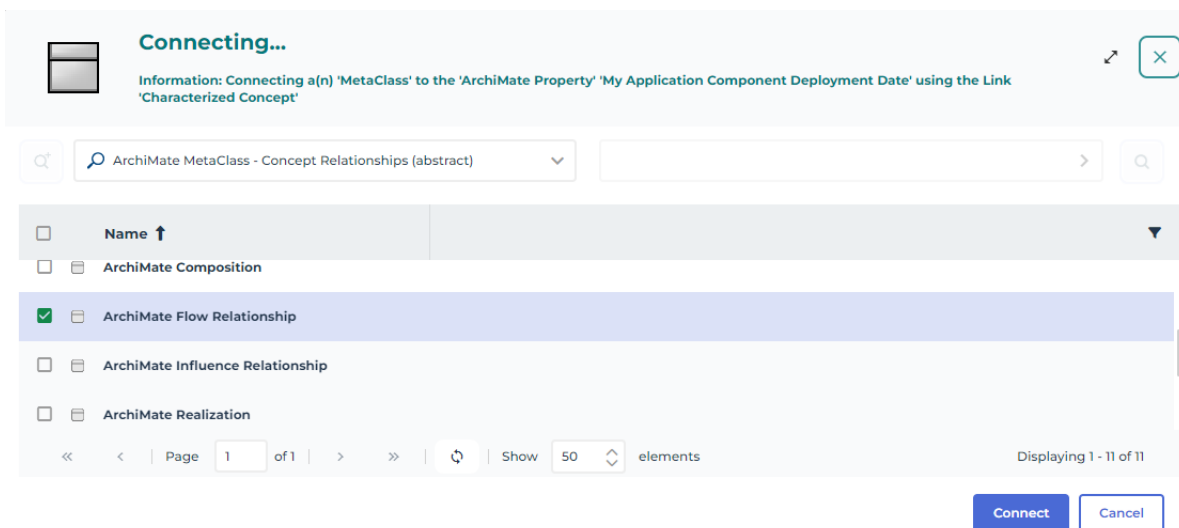 Connecting...
Information: Connecting a(n) 'MetaClass' to the 'ArchiMate Property' 'My Application Component Deployment Date' using the Link
'Characterized Concept'
ArchiMate MetaClass - Concept Relationships (abstract)
Name
ArchiMate Composition
ArchiMate Flow Relationship
ArchiMate Influence Relationship
ArchiMate Realization
Page 1 of 1 Show 50 elements Displaying 1 - 11 of 11
Connect Cancel